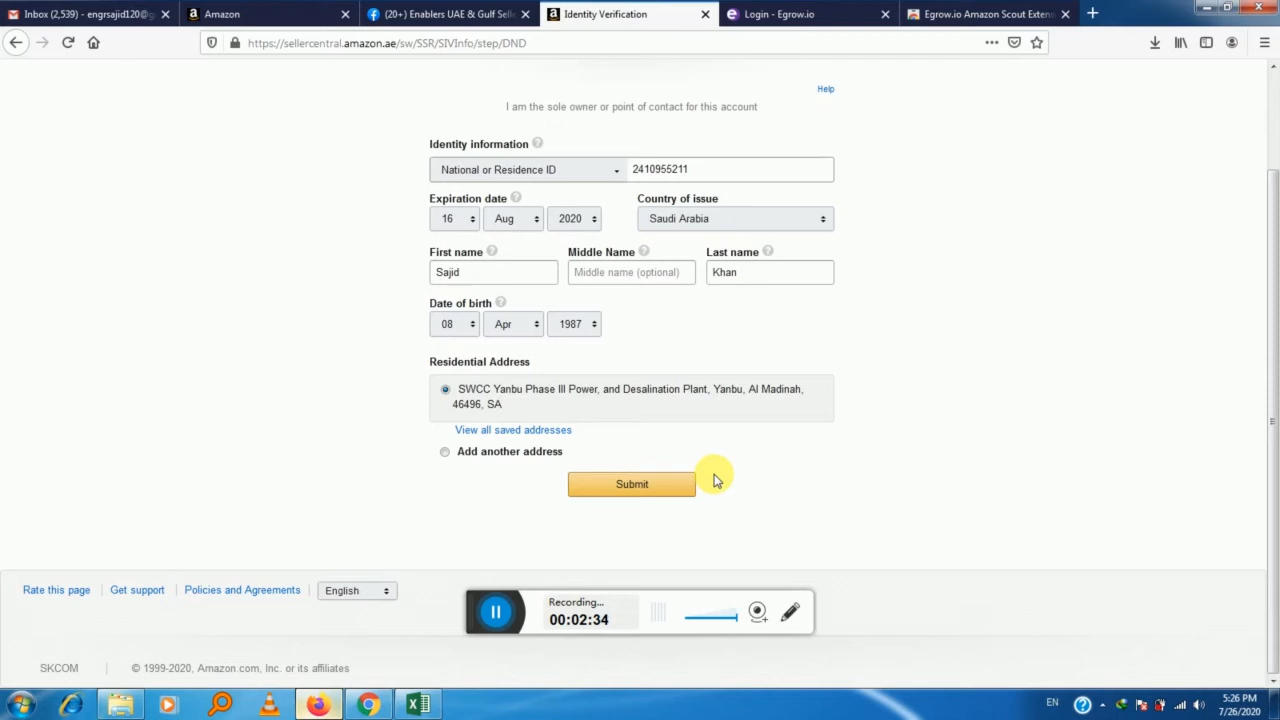 Inbox (2,539) - engrsajid120@g
Amazon
(20+) Enablers UAE & Gulf Selle
Identity Verification
Login - Egrow.io
Egrow.io Amazon Scout Extens
https://sellercentral.amazon.ae/sw/SSR/SIVInfo/step/DND
Help
I am the sole owner or point of contact for this account
Identity information
National or Residence ID 2410955211
Expiration date Country of issue
16 Aug 2020 Saudi Arabia
First name Middle Name Last name
Sajid Middle name (optional) Khan
Date of birth
08 Apr 1987
Residential Address
SWCC Yanbu Phase III Power, and Desalination Plant, Yanbu, Al Madinah,
46496, SA
View all saved addresses
Add another address
Submit
Rate this page Get support Policies and Agreements English
Recording...
00:02:34
SKCOM © 1999-2020, Amazon.com, Inc. or its affiliates
EN
5:26 PM
7/26/2020